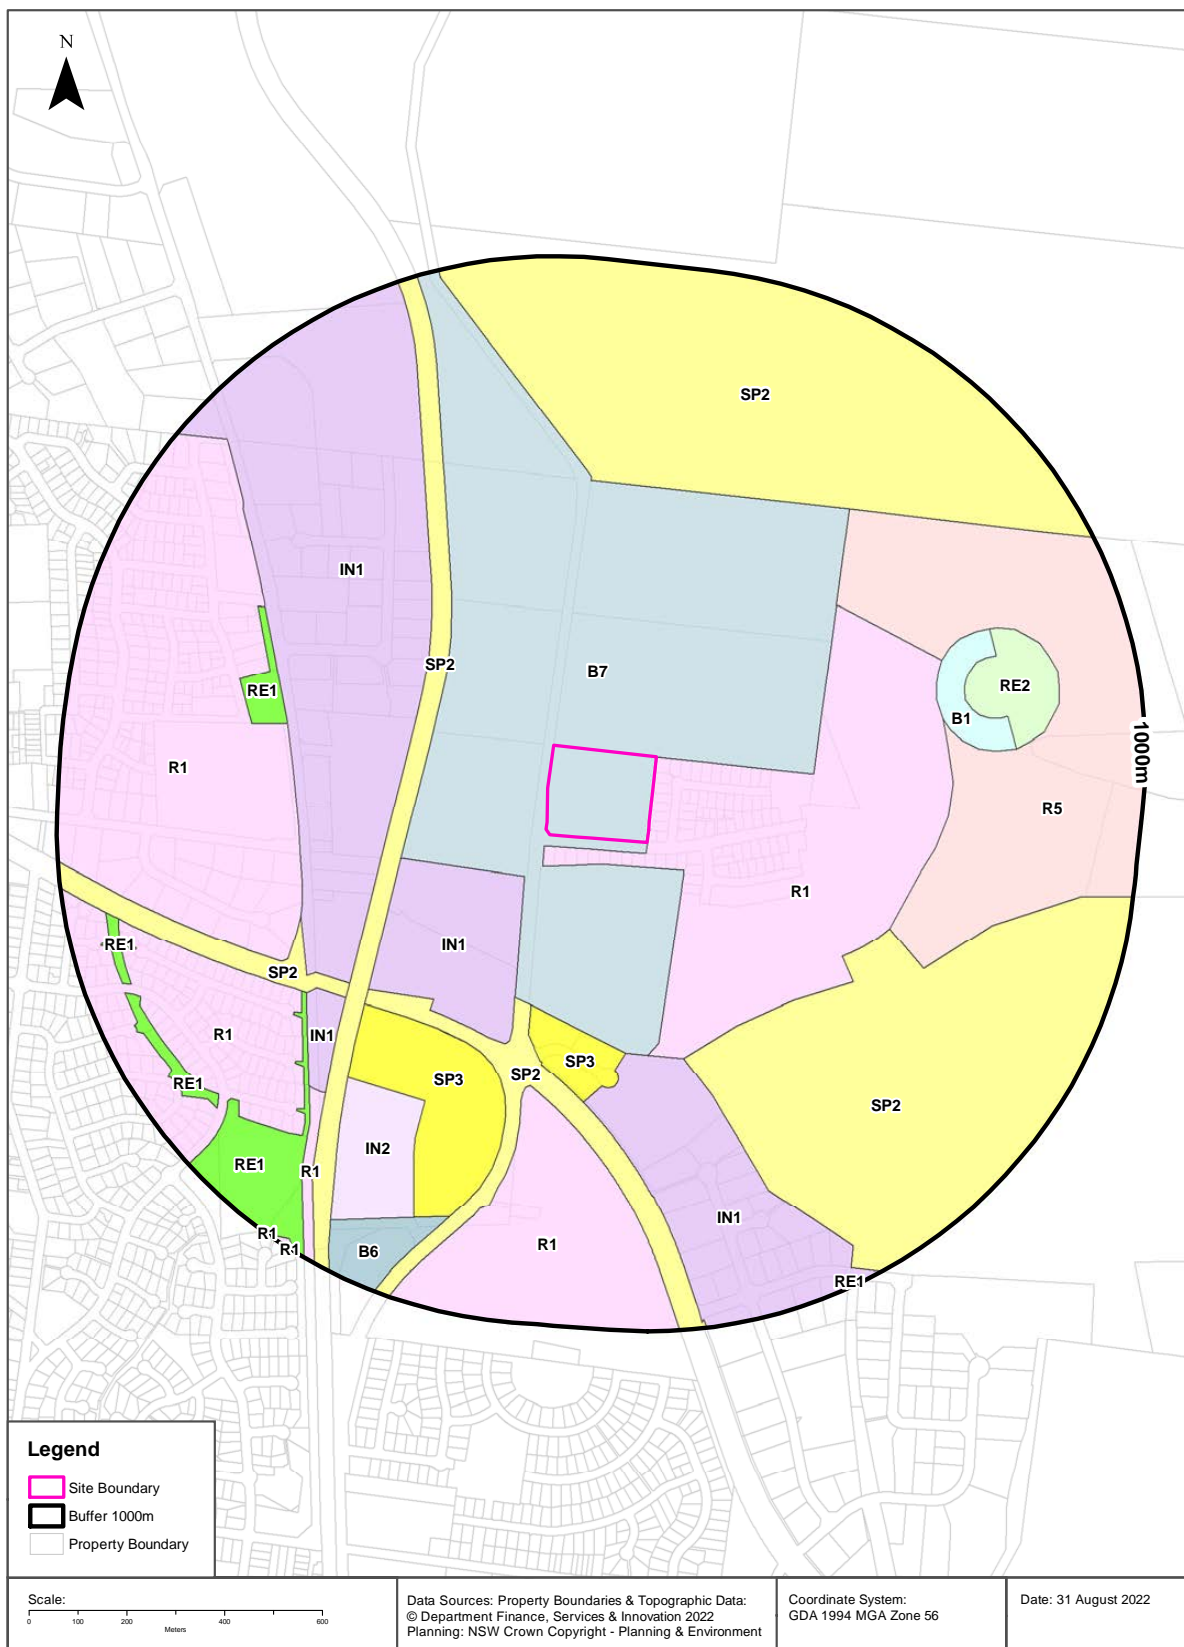 N
SP2
IN1
SP2
B7
RE1
RE2
B1
1000m
R1
R5
R1
IN1
RE1
SP2
R1
IN1
SP3
SP2
SP3
RE1
SP2
IN2
RE1
R1
IN1
R1
R1
R1
B6
RE1
Legend
Site Boundary
Buffer 1000m
Property Boundary
Scale:
0 100 200 400 600
Meters
Data Sources: Property Boundaries & Topographic Data:
© Department Finance, Services & Innovation 2022
Planning: NSW Crown Copyright - Planning & Environment
Coordinate System:
GDA 1994 MGA Zone 56
Date: 31 August 2022